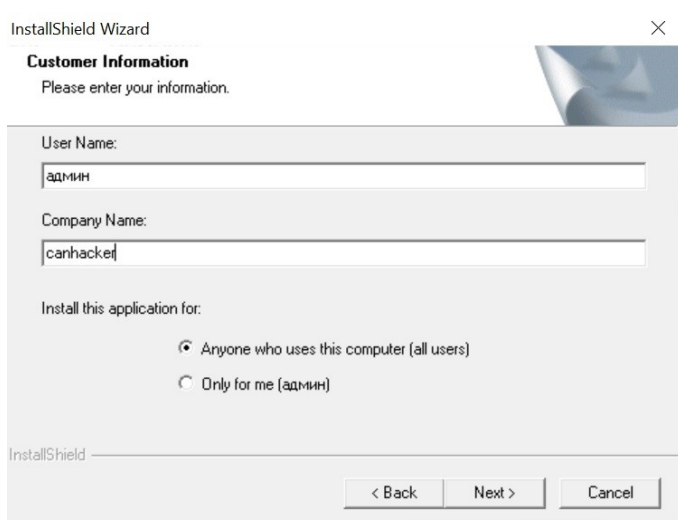 InstallShield Wizard
Customer Information
Please enter your information.
User Name:
админ
Company Name:
canhacker
Install this application for:
Anyone who uses this computer (all users)
Only for me (админ)
InstallShield
< Back Next > Cancel